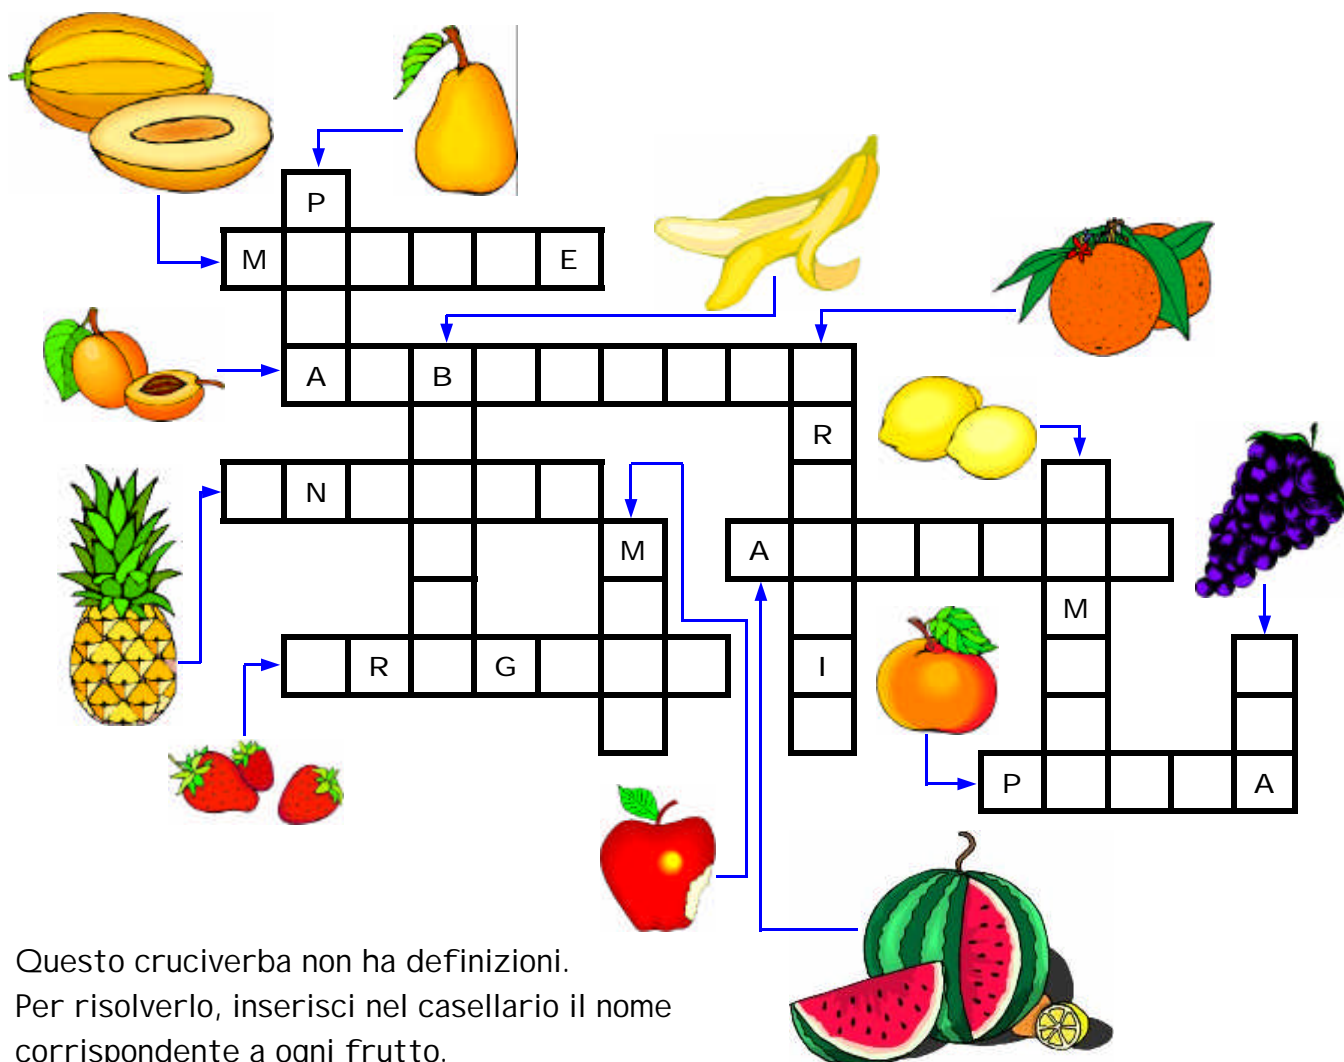 P
M E
A B
R
N
M A
M
R G I
P A
Questo cruciverba non ha definizioni.
Per risolverlo, inserisci nel casellario il nome
corrispondente a ogni frutto.